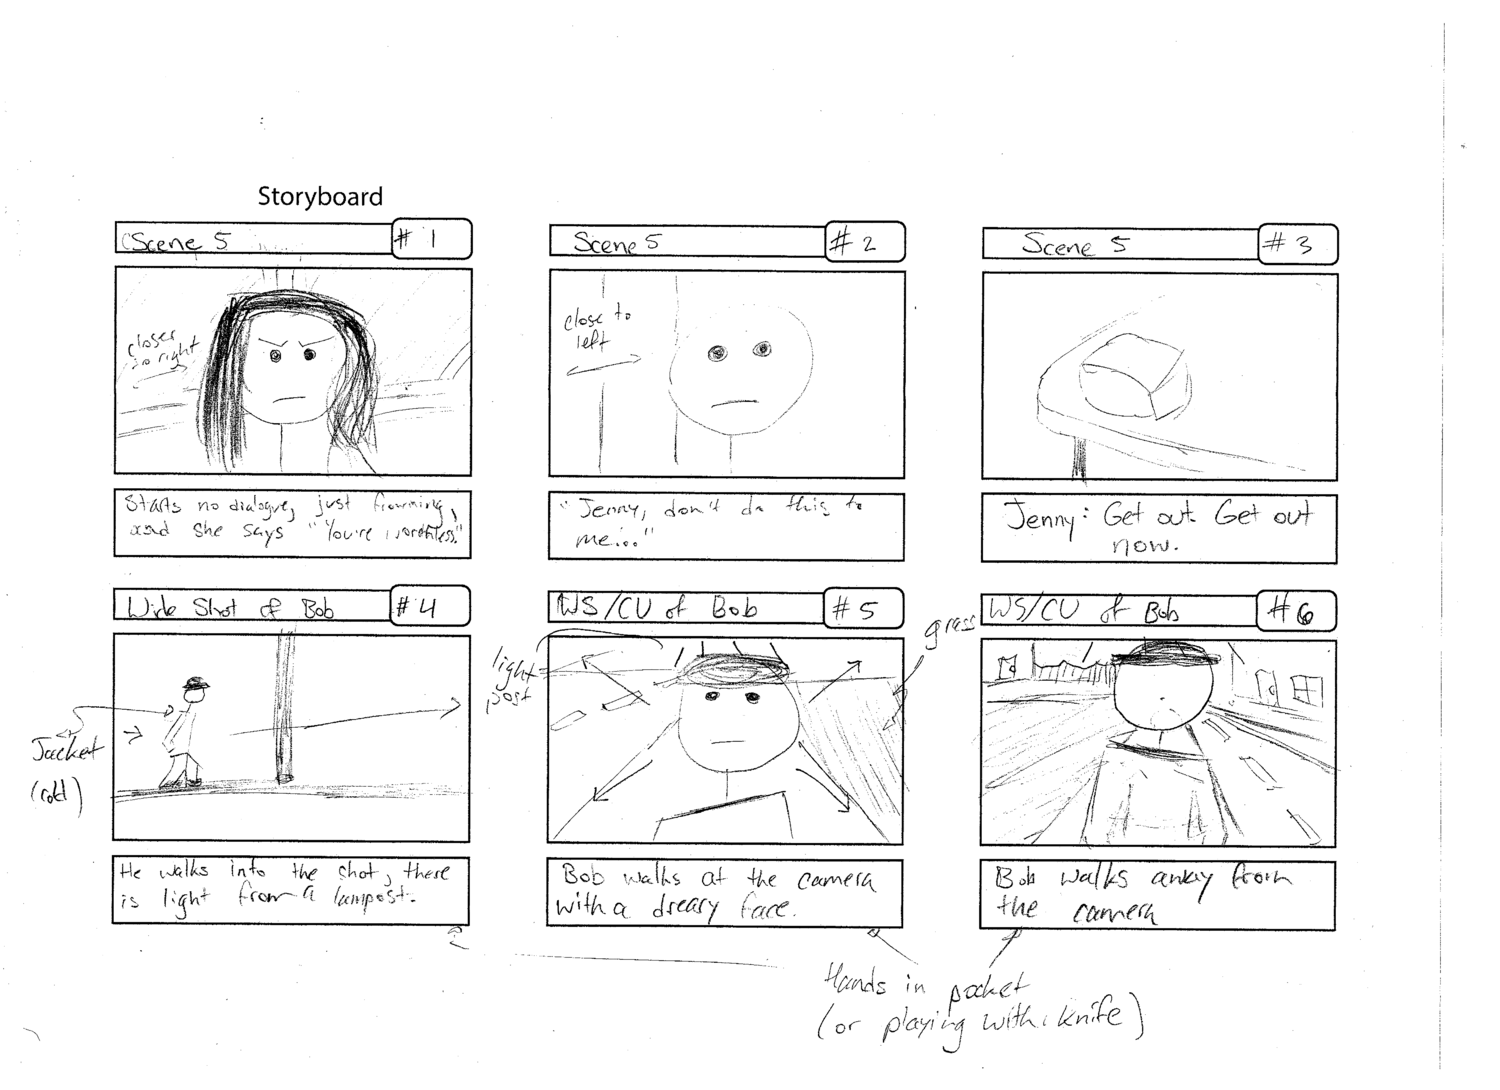 Storyboard
Scene 5
# 1
Scene 5
# 2
Scene 5
# 3
closer
to right
close to
left
Starts no dialogue, just frowning,
and she says "You're worthless."
"Jenny, don't do this to
me..."
Jenny: Get out. Get out
now.
Wide Shot of Bob
# 4
WS/CU of Bob
# 5
WS/CU of Bob
# 6
Jacket
(cold)
light
post
grass
He walks into the shot, there
is light from a lampost.
Bob walks at the camera
with a dreary face.
Bob walks away from
the camera
Hands in pocket
(or playing with knife)